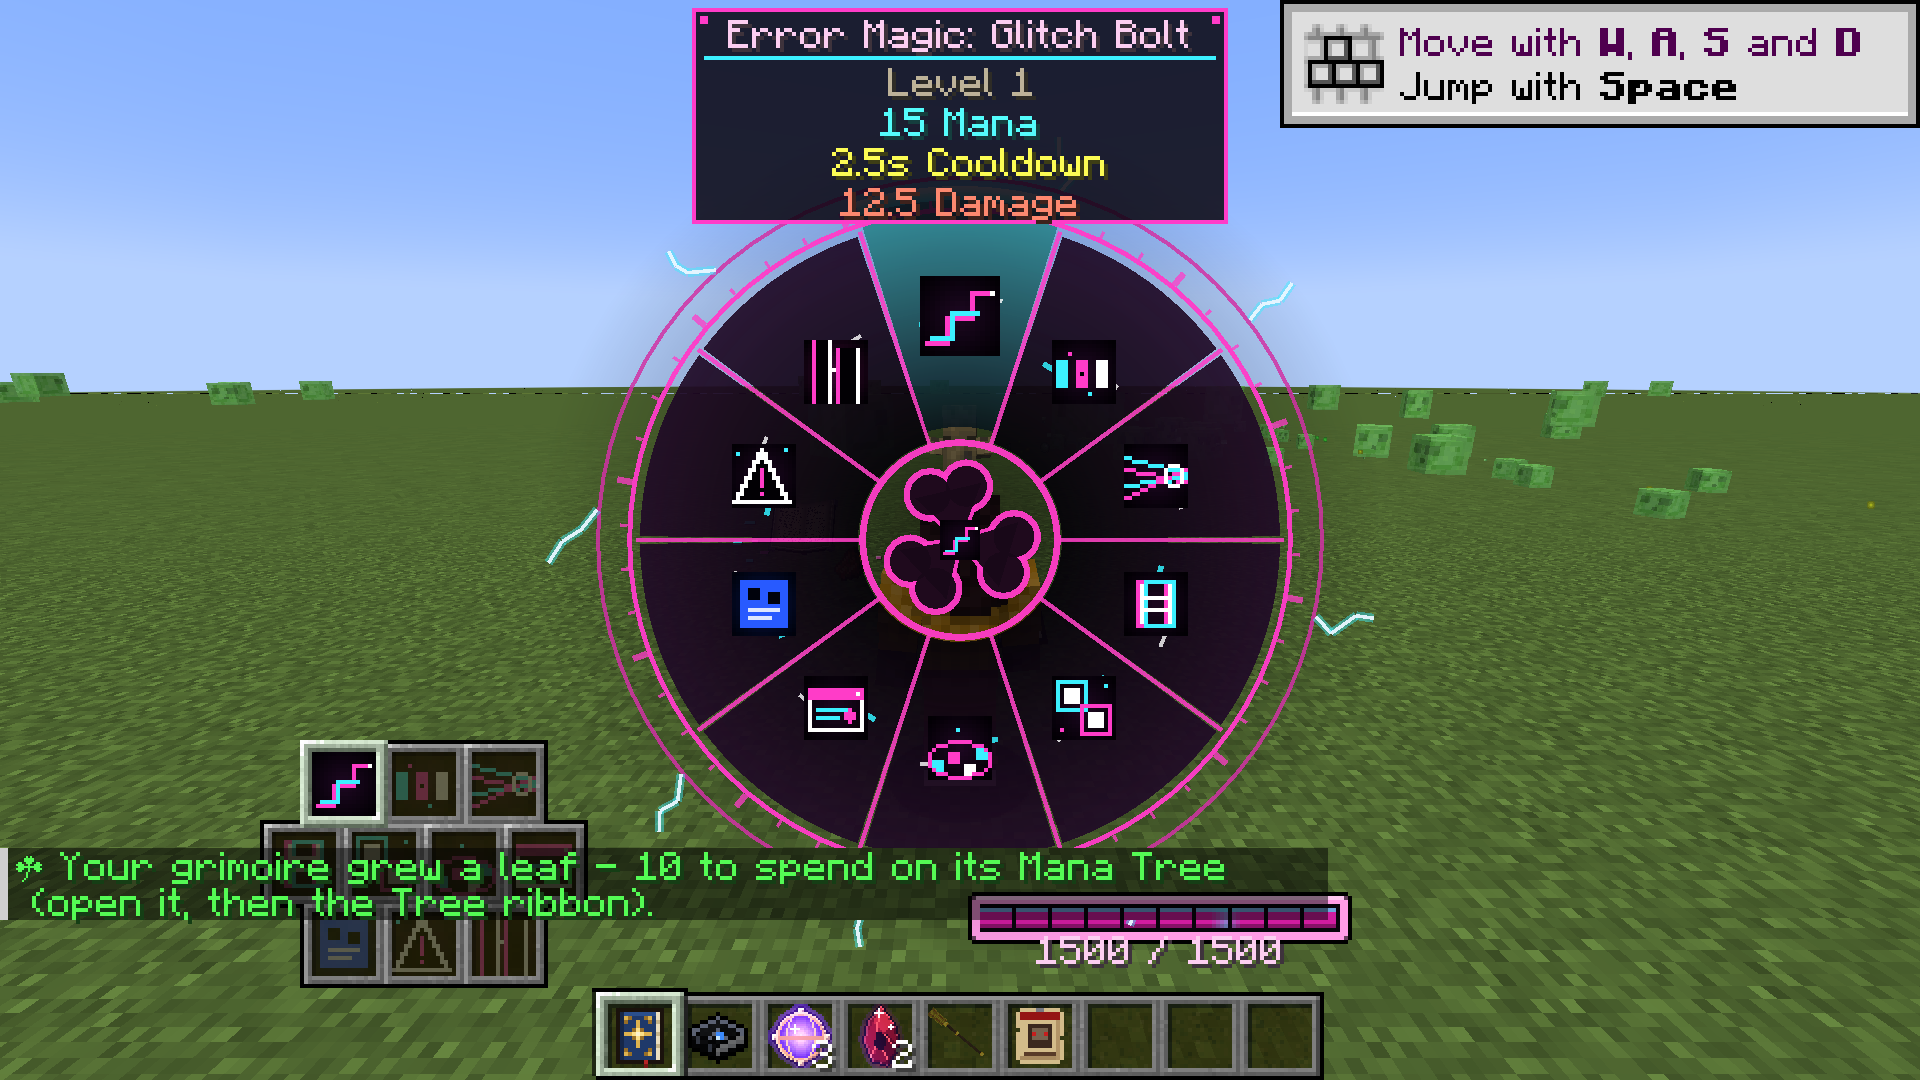 Error Magic: Glitch Bolt
Level 1
15 Mana
2.5s Cooldown
12.5 Damage
Move with W, A, S and D
Jump with Space
☘ Your grimoire grew a leaf – 10 to spend on its Mana Tree
(open it, then the Tree ribbon).
1500 / 1500
3
2